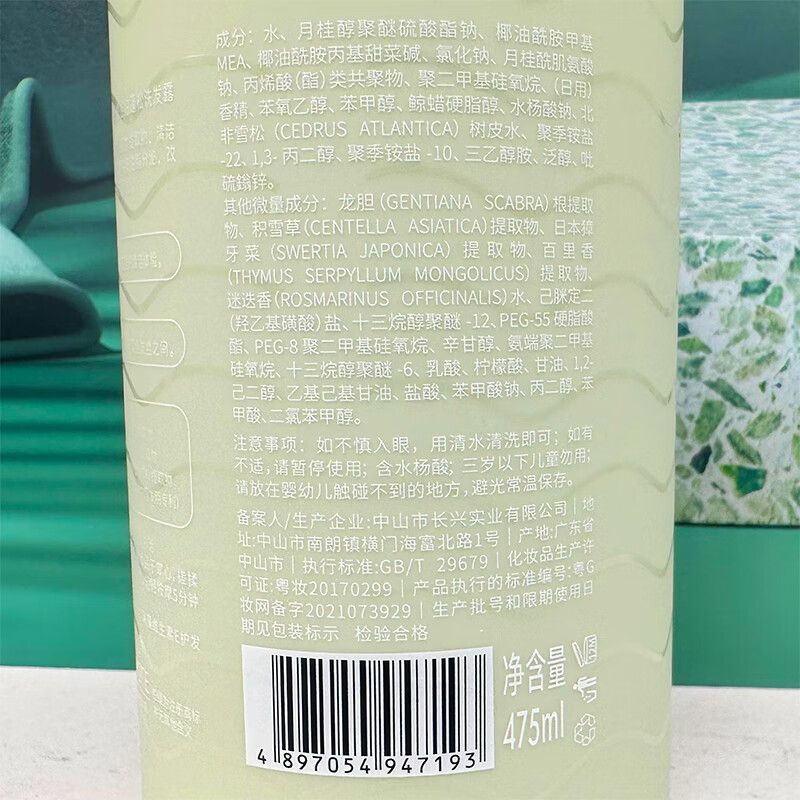 成分：水、月桂醇聚醚硫酸酯钠、椰油酰胺甲基
MEA、椰油酰胺丙基甜菜碱、氯化钠、月桂酰肌氨酸
钠、丙烯酸（酯）类共聚物、聚二甲基硅氧烷、（日用）
香精、苯氧乙醇、苯甲醇、鲸蜡硬脂醇、水杨酸钠、北
非雪松（CEDRUS ATLANTICA）树皮水、聚季铵盐
-22、1,3-丙二醇、聚季铵盐-10、三乙醇胺、泛醇、吡
硫鎓锌。
其他微量成分：龙胆（GENTIANA SCABRA）根提取
物、积雪草（CENTELLA ASIATICA）提取物、日本獐
牙菜（SWERTIA JAPONICA）提取物、百里香
(THYMUS SERPYLLUM MONGOLICUS）提取物、
迷迭香（ROSMARINUS OFFICINALIS）水、己脒定二
（羟乙基磺酸）盐、十三烷醇聚醚-12、PEG-55硬脂酸
酯、PEG-8聚二甲基硅氧烷、辛甘醇、氨端聚二甲基
硅氧烷、十三烷醇聚醚-6、乳酸、柠檬酸、甘油、1,2-
己二醇、乙基己基甘油、盐酸、苯甲酸钠、丙二醇、苯
甲酸、二氯苯甲醇。
注意事项：如不慎入眼，用清水清洗即可；如有
不适，请暂停使用；含水杨酸；三岁以下儿童勿用；
请放在婴幼儿触碰不到的地方，避光常温保存。
备案人/生产企业：中山市长兴实业有限公司｜地
址：中山市南朗镇横门海富北路1号｜产地：广东省
中山市｜执行标准：GB/T 29679｜化妆品生产许
可证：粤妆20170299｜产品执行的标准编号：粤G
妆网备字2021073929｜生产批号和限期使用日
期见包装标示 检验合格
净含量
475ml
4 897054 947193
洗发露
清洁
改
之间。
5分钟
护发